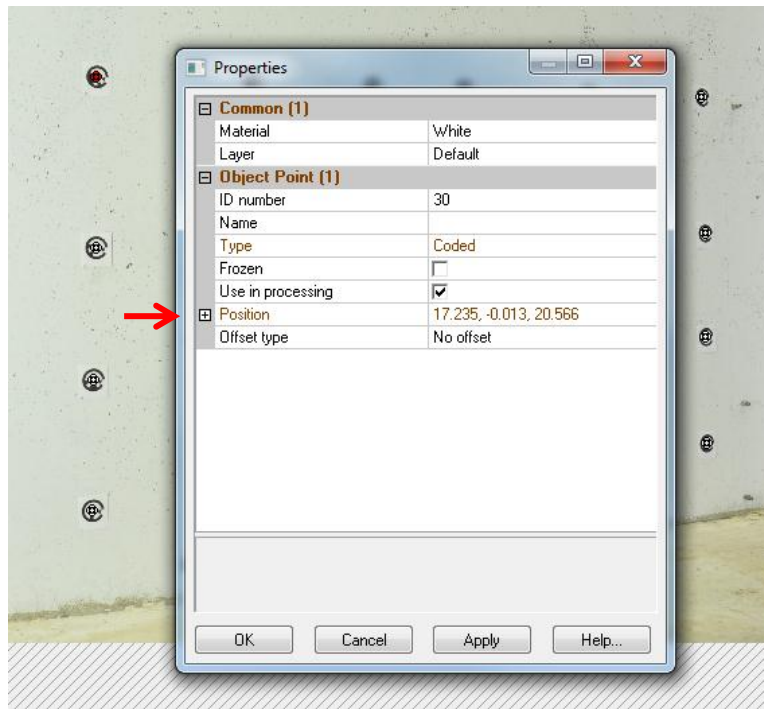 Properties
Common (1)
Material White
Layer Default
Object Point (1)
ID number 30
Name
Type Coded
Frozen
Use in processing
Position 17.235, -0.013, 20.566
Offset type No offset
OK Cancel Apply Help...